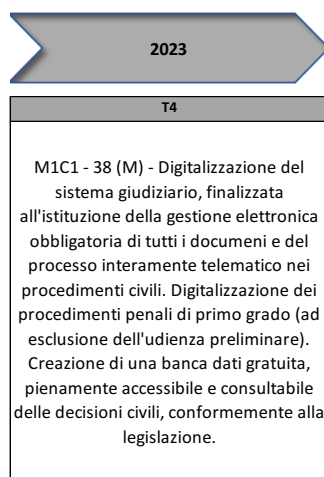 2023
T4
M1C1 - 38 (M) - Digitalizzazione del
sistema giudiziario, finalizzata
all'istituzione della gestione elettronica
obbligatoria di tutti i documeni e del
processo interamente telematico nei
procedimenti civili. Digitalizzazione dei
procedimenti penali di primo grado (ad
esclusione dell'udienza preliminare).
Creazione di una banca dati gratuita,
pienamente accessibile e consultabile
delle decisioni civili, conformemente alla
legislazione.